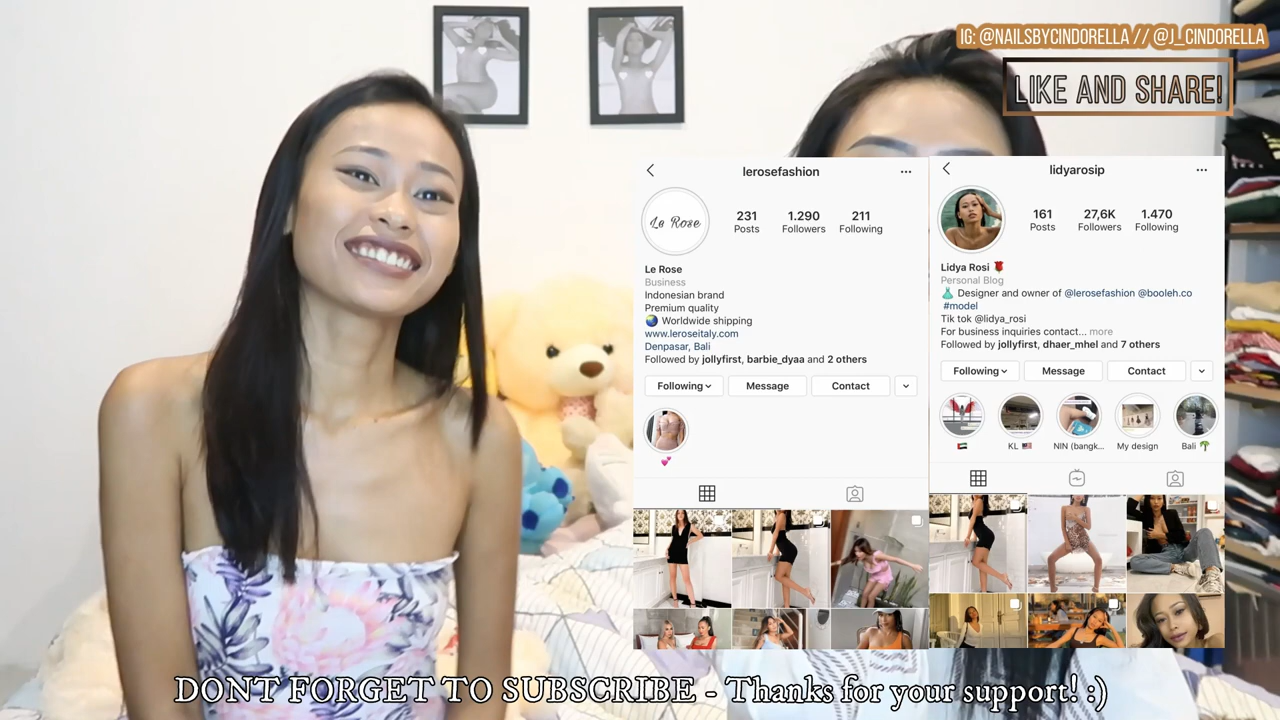 IG: @NAILSBYCINDORELLA // @J_CINDORELLA
LIKE AND SHARE!
lerosefashion
Le Rose
231
1.290
211
Posts
Followers
Following
Le Rose
Business
Indonesian brand
Premium quality
Worldwide shipping
www.leroseitaly.com
Denpasar, Bali
Followed by jollyfirst, barbie_dyaa and 2 others
Following
Message
Contact
lidyarosip
161
27,6K
1.470
Posts
Followers
Following
Lidya Rosi
Personal Blog
Designer and owner of @lerosefashion @booleh.co
#model
Tik tok @lidya_rosi
For business inquiries contact... more
Followed by jollyfirst, dhaer_mhel and 7 others
Following
Message
Contact
KL
NIN (bangk...
My design
Bali
DONT FORGET TO SUBSCRIBE - Thanks for your support! :)